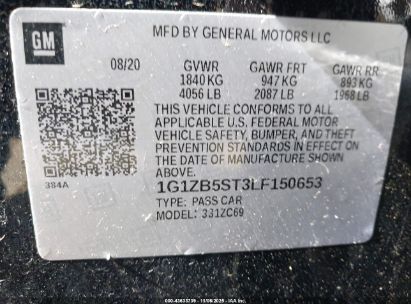 GM
MFD BY GENERAL MOTORS LLC
08/20 GVWR GAWR FRT GAWR RR
1840 KG 947 KG 893 KG
4056 LB 2087 LB 1968 LB
THIS VEHICLE CONFORMS TO ALL
APPLICABLE U.S. FEDERAL MOTOR
VEHICLE SAFETY, BUMPER, AND THEFT
PREVENTION STANDARDS IN EFFECT ON
THE DATE OF MANUFACTURE SHOWN
ABOVE.
384A
1G1ZB5ST3LF150653
TYPE: PASS CAR
MODEL: 331ZC69